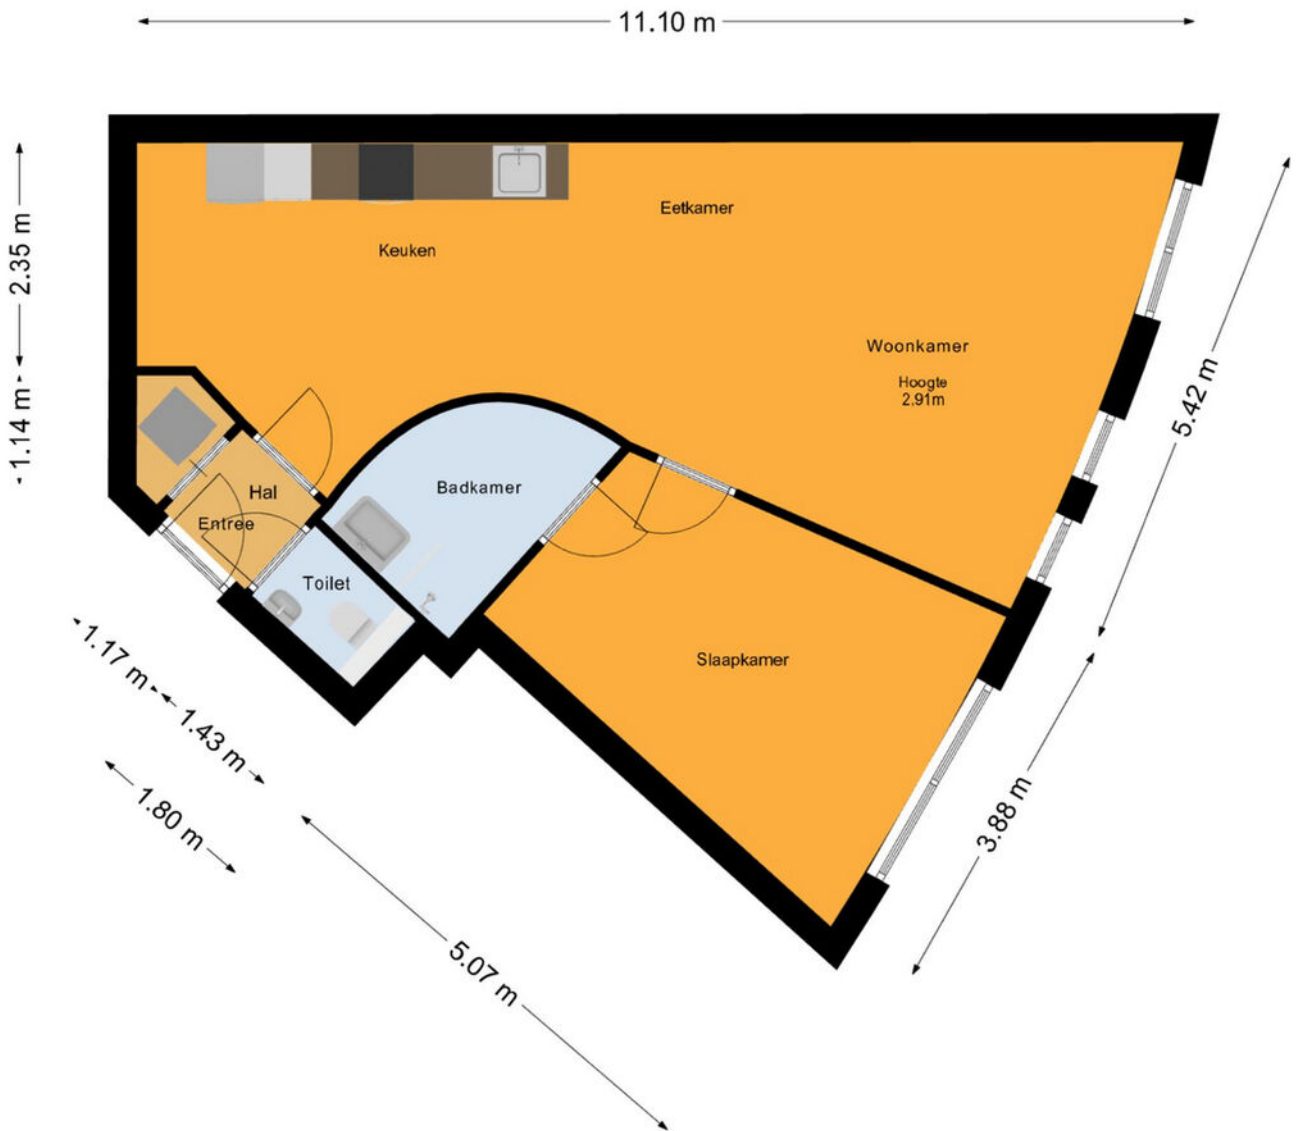 11.10 m
2.35 m
1.14 m
Eetkamer
Keuken
Woonkamer
Hoogte
2.91m
5.42 m
Badkamer
Hal
Entree
Toilet
Slaapkamer
1.17 m
1.43 m
1.80 m
3.88 m
5.07 m